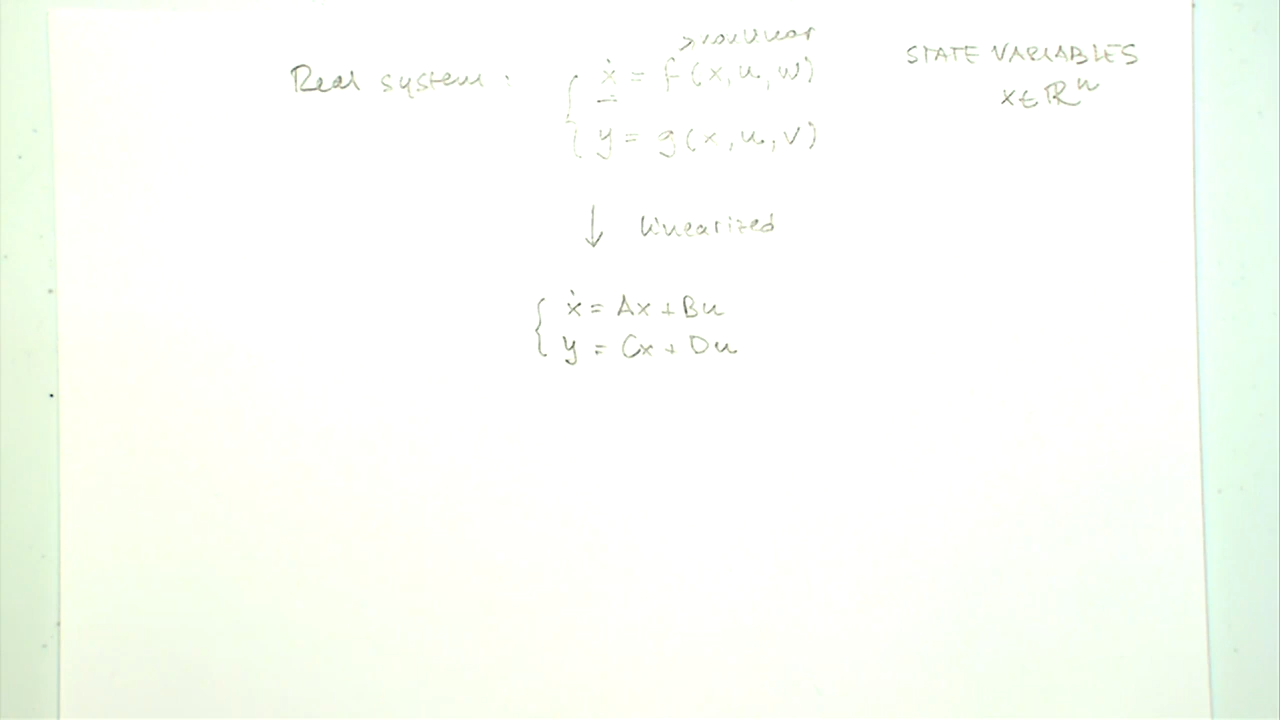 nonlinear
Real system : { ẋ = f(x, u, w)
y = g(x, u, v)
STATE VARIABLES
x ∈ ℝⁿ
↓ linearized
{ ẋ = Ax + Bu
y = Cx + Du